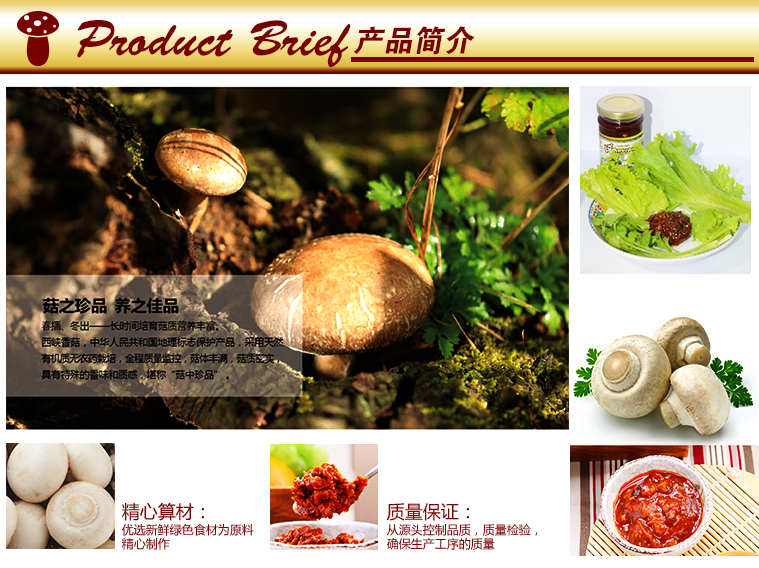 Product Brief 产品简介
菇之珍品 养之佳品
春播、冬出——长时间培育菇质营养丰富。
西峡香菇，中华人民共和国地理标志保护产品，采用天然
有机质无农药栽培，全程质量监控，菇体丰满，菇质坚实，
具有特殊的香味和质感，堪称“菇中珍品”。
精心算材：
优选新鲜绿色食材为原料
精心制作
质量保证：
从源头控制品质，质量检验，
确保生产工序的质量